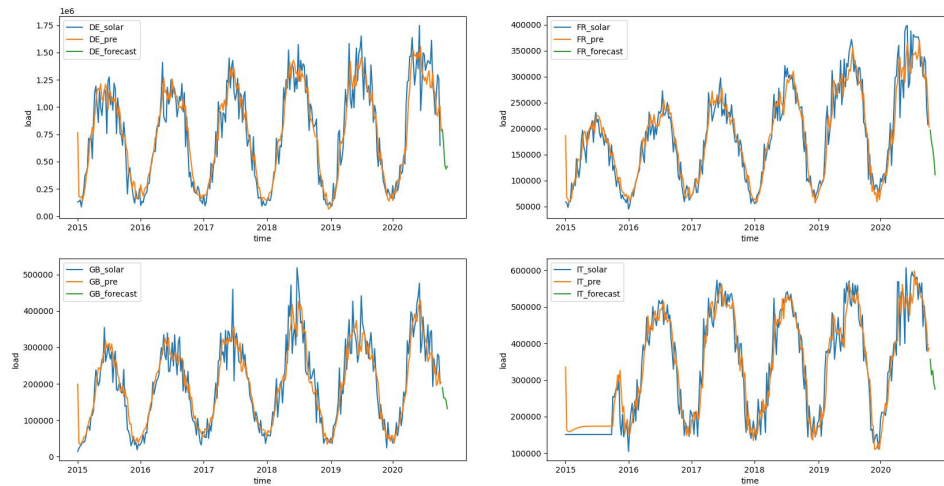 1e6
1.75
1.50
1.25
1.00
0.75
0.50
0.25
0.00
load
DE_solar
DE_pre
DE_forecast
2015
2016
2017
2018
2019
2020
time
400000
350000
300000
250000
200000
150000
100000
50000
load
FR_solar
FR_pre
FR_forecast
2015
2016
2017
2018
2019
2020
time
500000
400000
300000
200000
100000
0
load
GB_solar
GB_pre
GB_forecast
2015
2016
2017
2018
2019
2020
time
600000
500000
400000
300000
200000
100000
load
IT_solar
IT_pre
IT_forecast
2015
2016
2017
2018
2019
2020
time